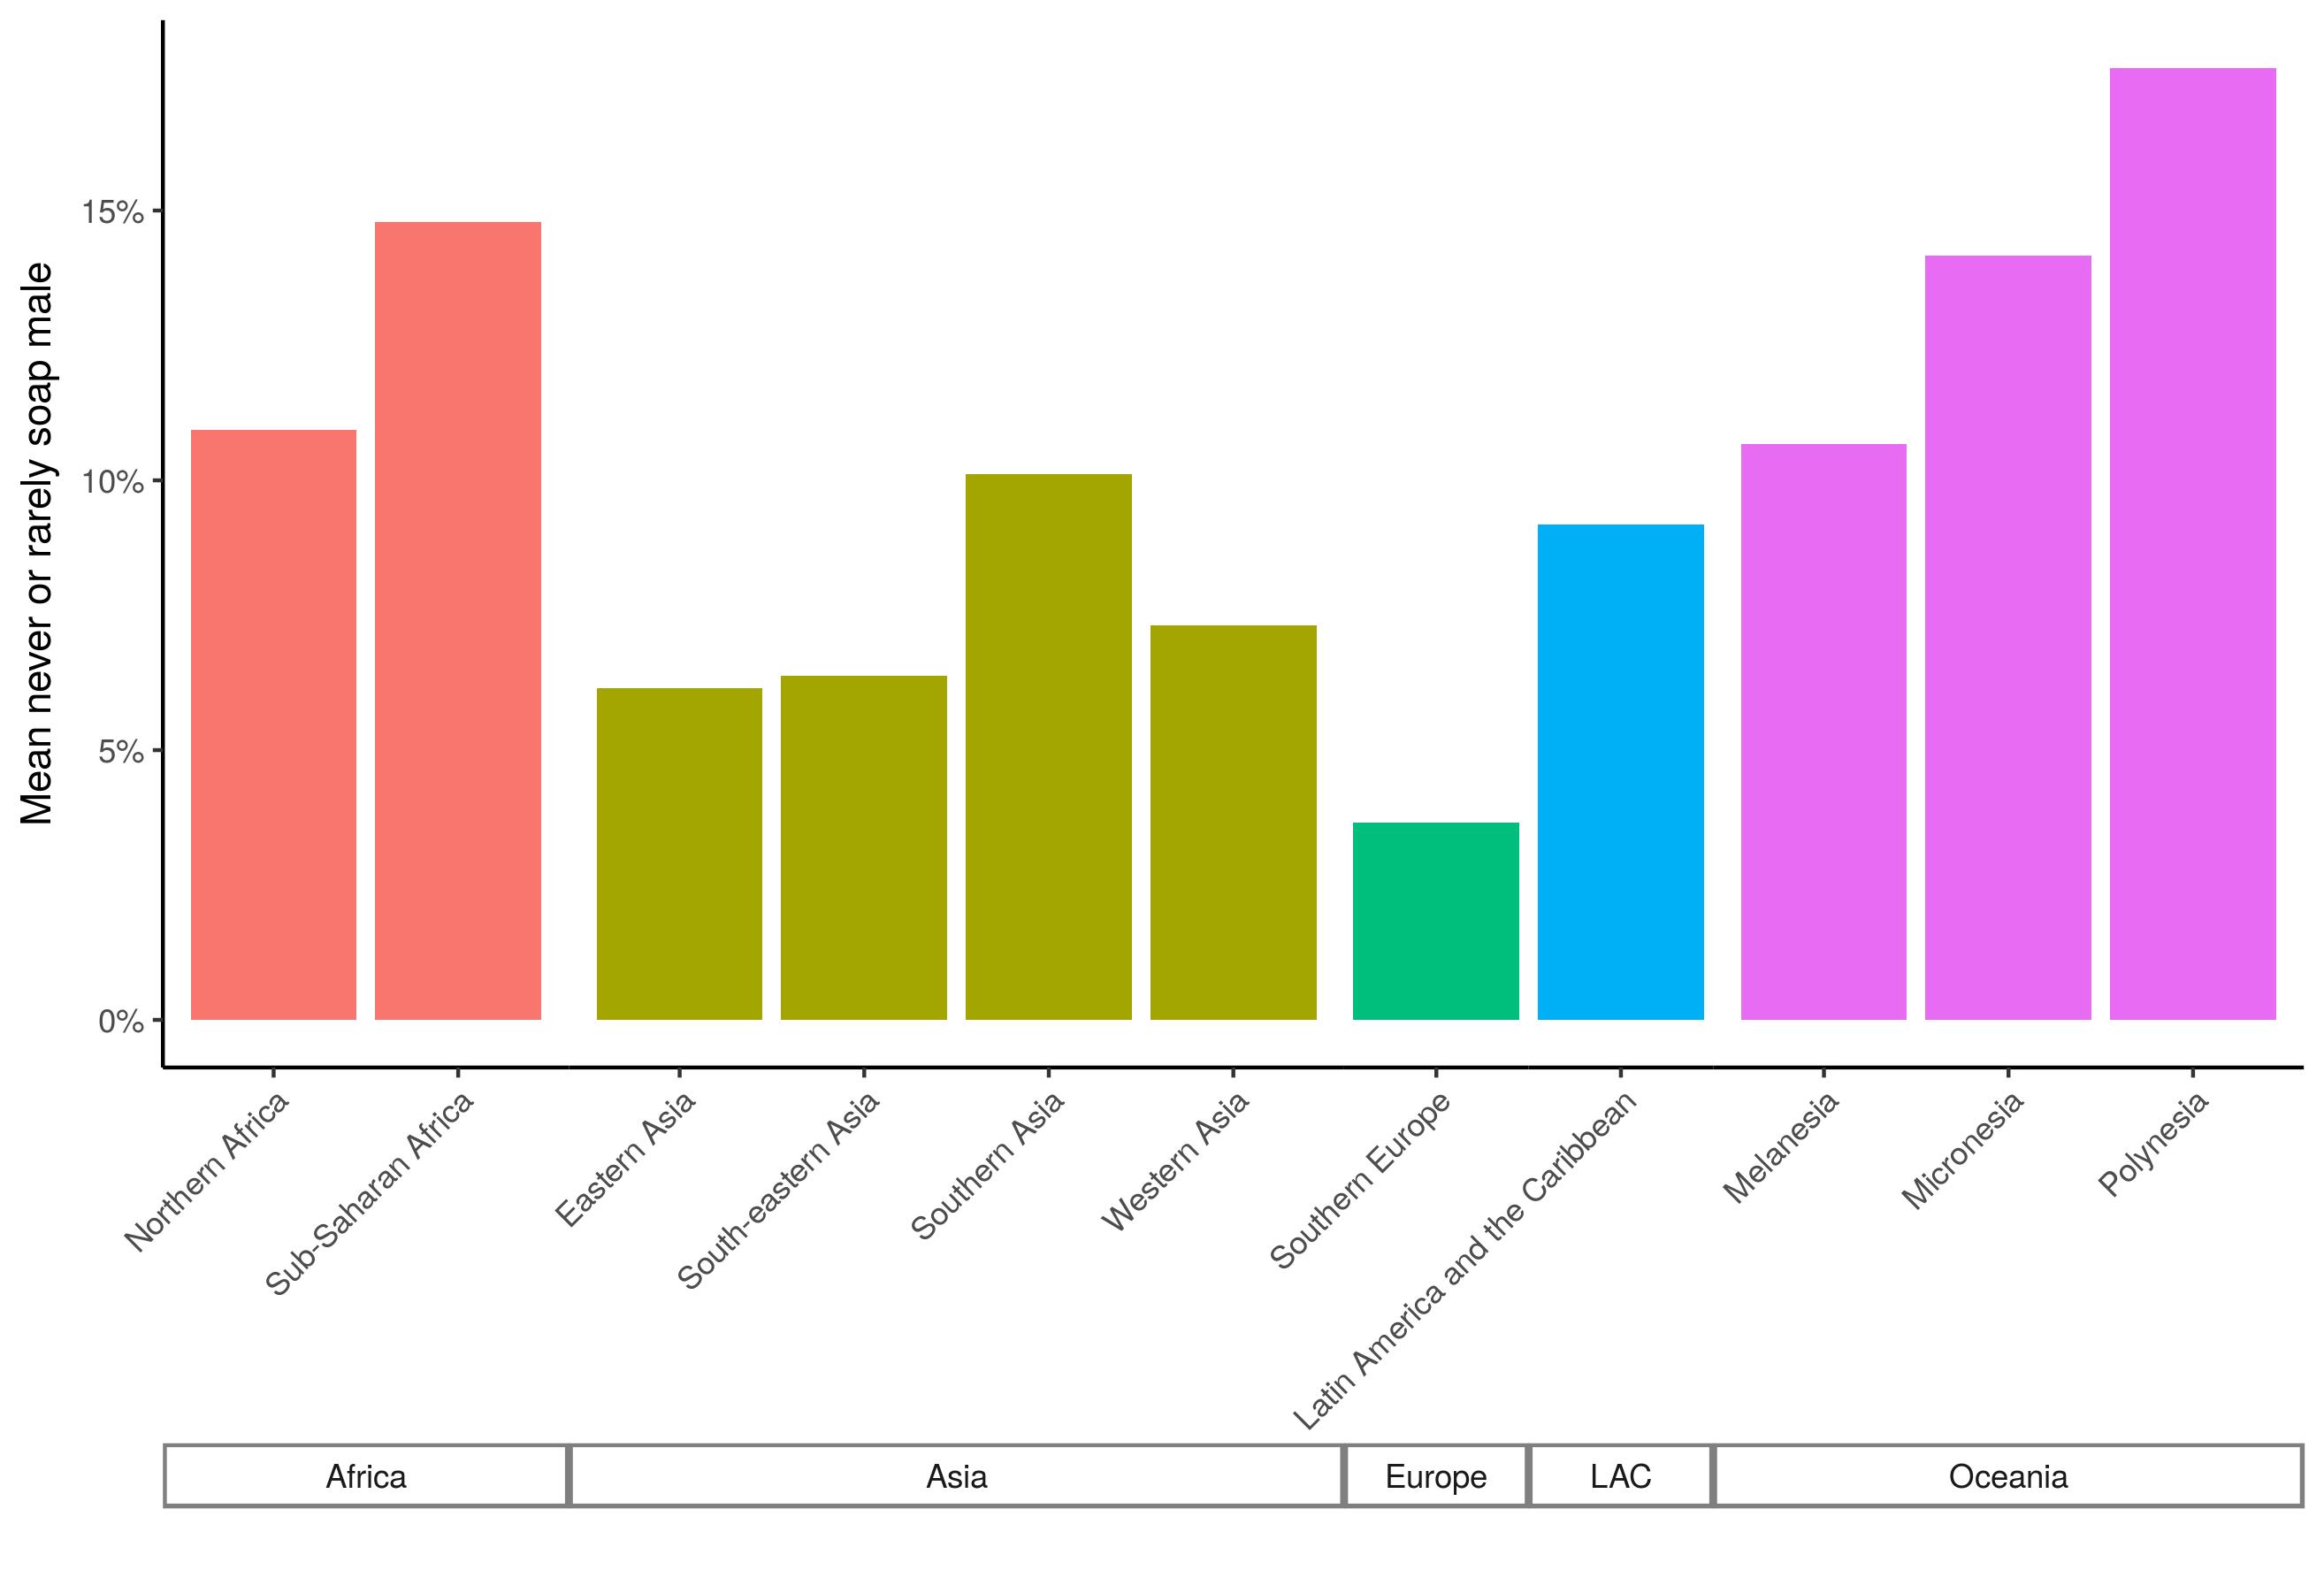 Mean never or rarely soap male
15%
10%
5%
0%
Northern Africa
Sub-Saharan Africa
Eastern Asia
South-eastern Asia
Southern Asia
Western Asia
Southern Europe
Latin America and the Caribbean
Melanesia
Micronesia
Polynesia
Africa
Asia
Europe
LAC
Oceania